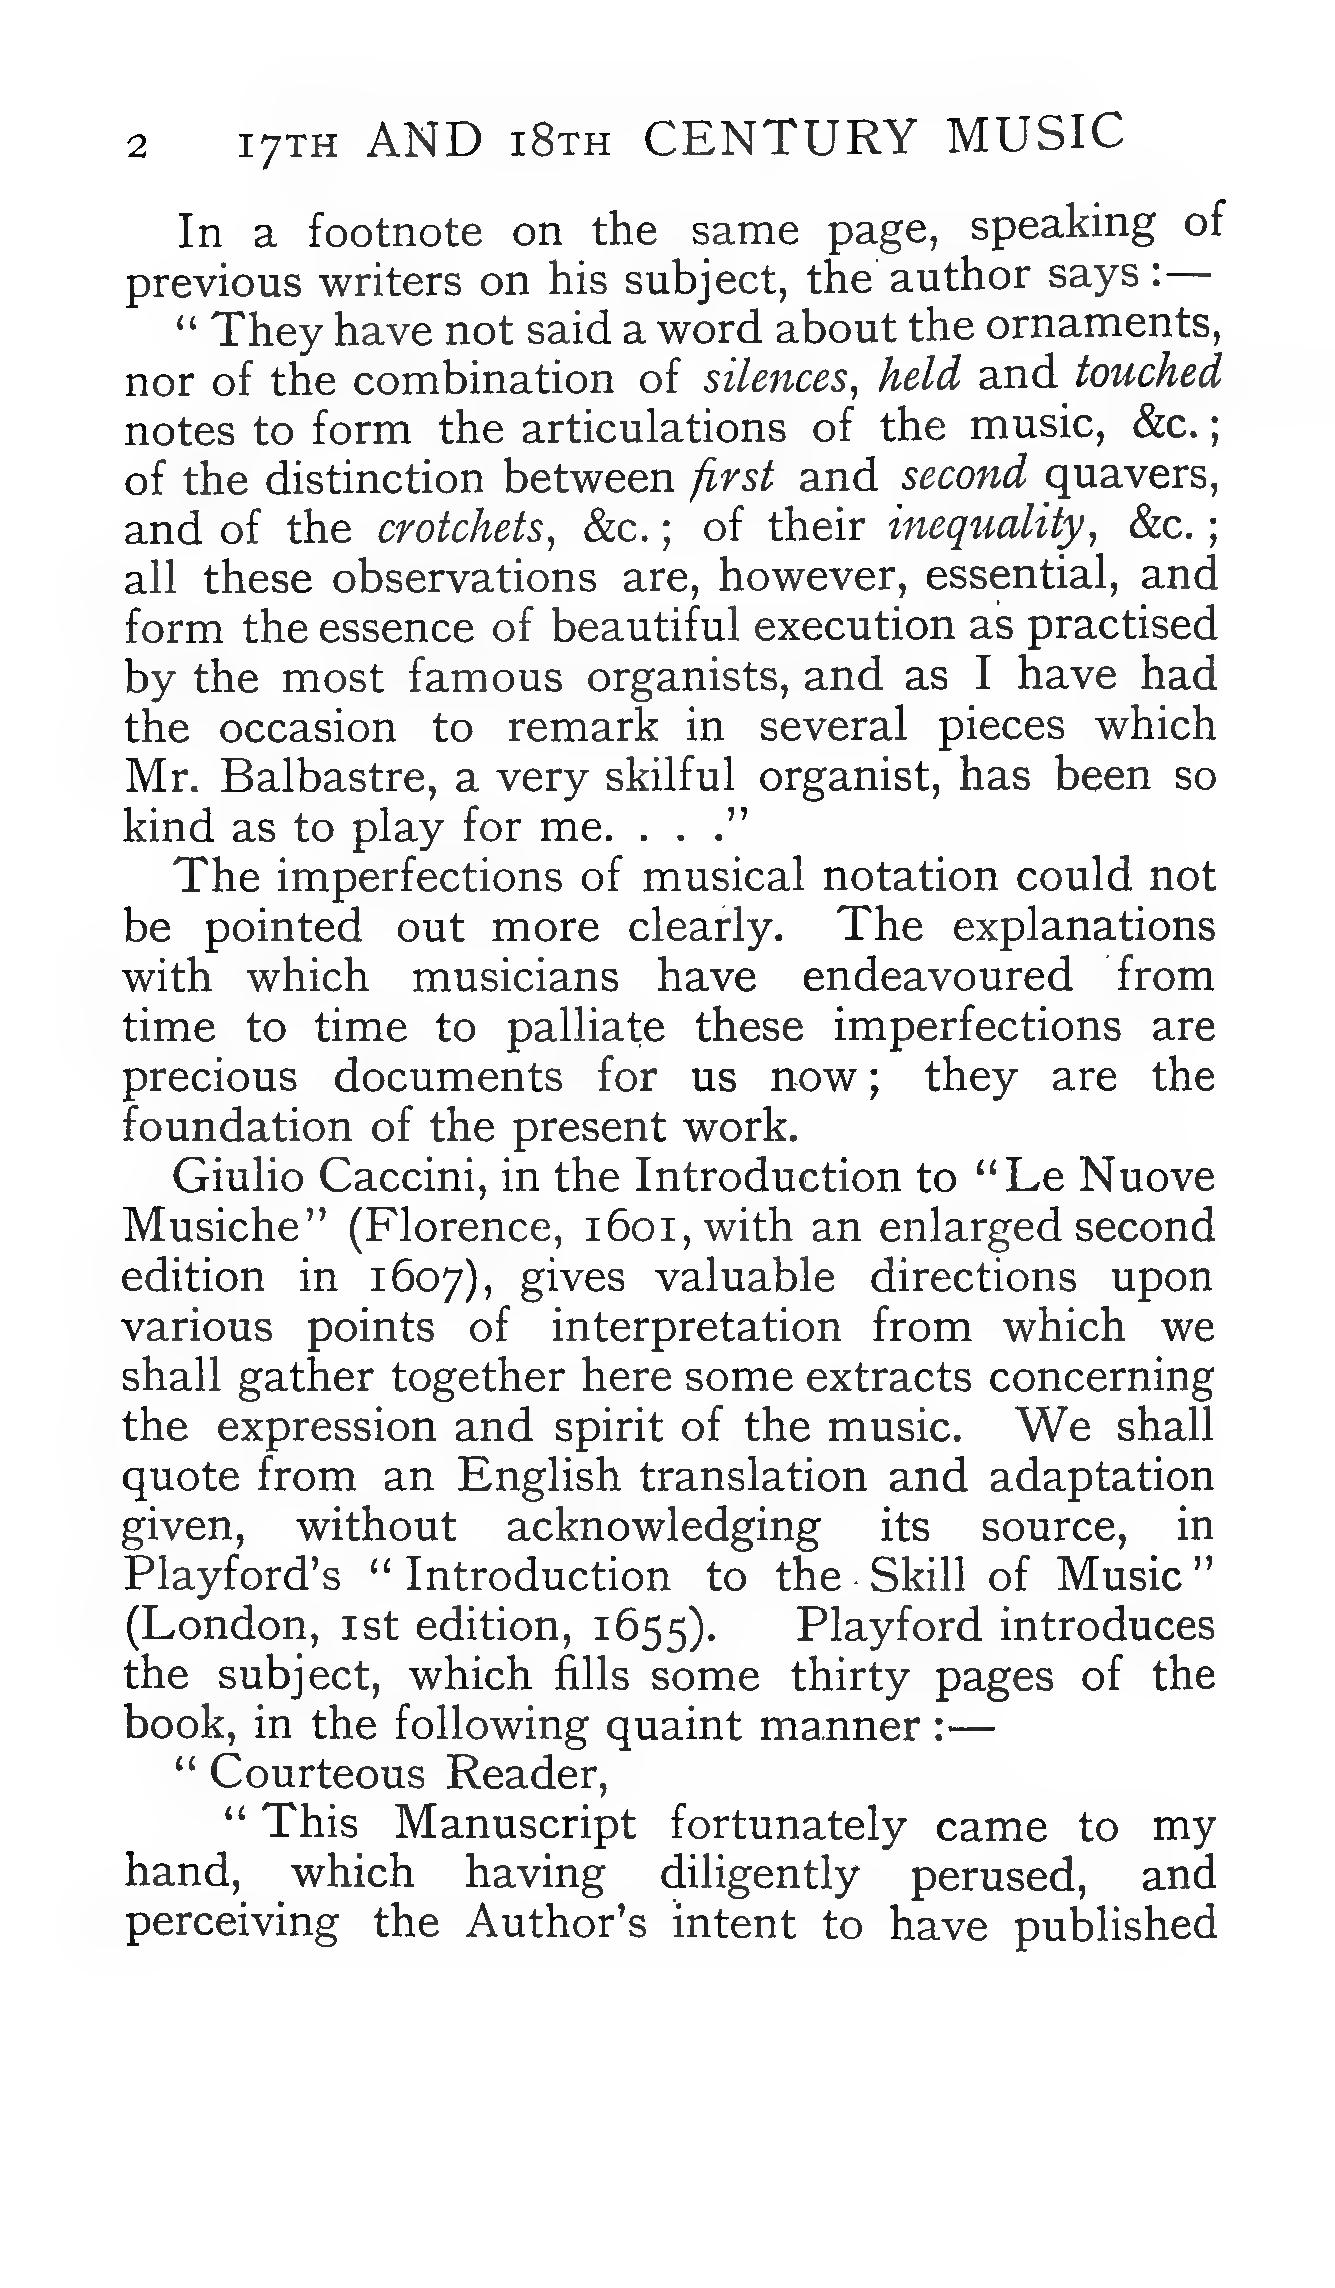 2 17TH AND 18TH CENTURY MUSIC
In a footnote on the same page, speaking of
previous writers on his subject, the author says :—
“ They have not said a word about the ornaments,
nor of the combination of silences, held and touched
notes to form the articulations of the music, &c. ;
of the distinction between first and second quavers,
and of the crotchets, &c. ; of their inequality, &c. ;
all these observations are, however, essential, and
form the essence of beautiful execution as practised
by the most famous organists, and as I have had
the occasion to remark in several pieces which
Mr. Balbastre, a very skilful organist, has been so
kind as to play for me. . . .”
The imperfections of musical notation could not
be pointed out more clearly. The explanations
with which musicians have endeavoured from
time to time to palliate these imperfections are
precious documents for us now ; they are the
foundation of the present work.
Giulio Caccini, in the Introduction to “Le Nuove
Musiche” (Florence, 1601, with an enlarged second
edition in 1607), gives valuable directions upon
various points of interpretation from which we
shall gather together here some extracts concerning
the expression and spirit of the music. We shall
quote from an English translation and adaptation
given, without acknowledging its source, in
Playford’s “ Introduction to the Skill of Music ”
(London, 1st edition, 1655). Playford introduces
the subject, which fills some thirty pages of the
book, in the following quaint manner :—
“ Courteous Reader,
“ This Manuscript fortunately came to my
hand, which having diligently perused, and
perceiving the Author’s intent to have published